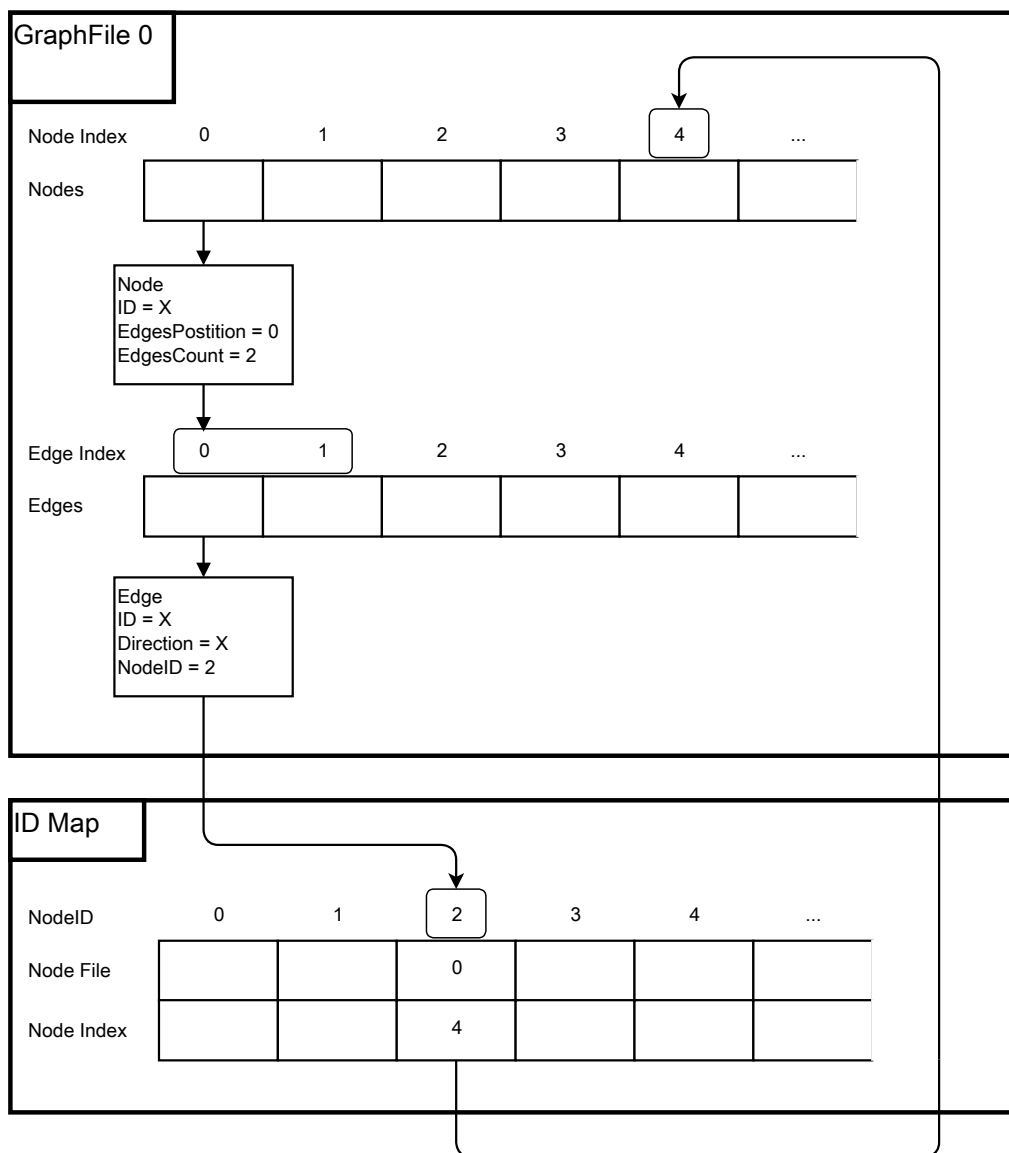 GraphFile 0
Node Index 0 1 2 3 4 ...
Nodes
Node
ID = X
EdgesPostition = 0
EdgesCount = 2
Edge Index 0 1 2 3 4 ...
Edges
Edge
ID = X
Direction = X
NodeID = 2
ID Map
NodeID 0 1 2 3 4 ...
Node File 0
Node Index 4